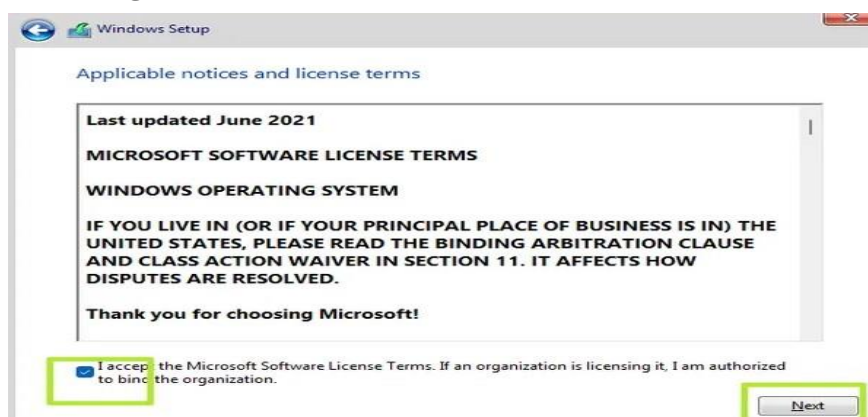 Windows Setup
Applicable notices and license terms
Last updated June 2021
MICROSOFT SOFTWARE LICENSE TERMS
WINDOWS OPERATING SYSTEM
IF YOU LIVE IN (OR IF YOUR PRINCIPAL PLACE OF BUSINESS IS IN) THE
UNITED STATES, PLEASE READ THE BINDING ARBITRATION CLAUSE
AND CLASS ACTION WAIVER IN SECTION 11. IT AFFECTS HOW
DISPUTES ARE RESOLVED.
Thank you for choosing Microsoft!
I accept the Microsoft Software License Terms. If an organization is licensing it, I am authorized
to bind the organization.
Next